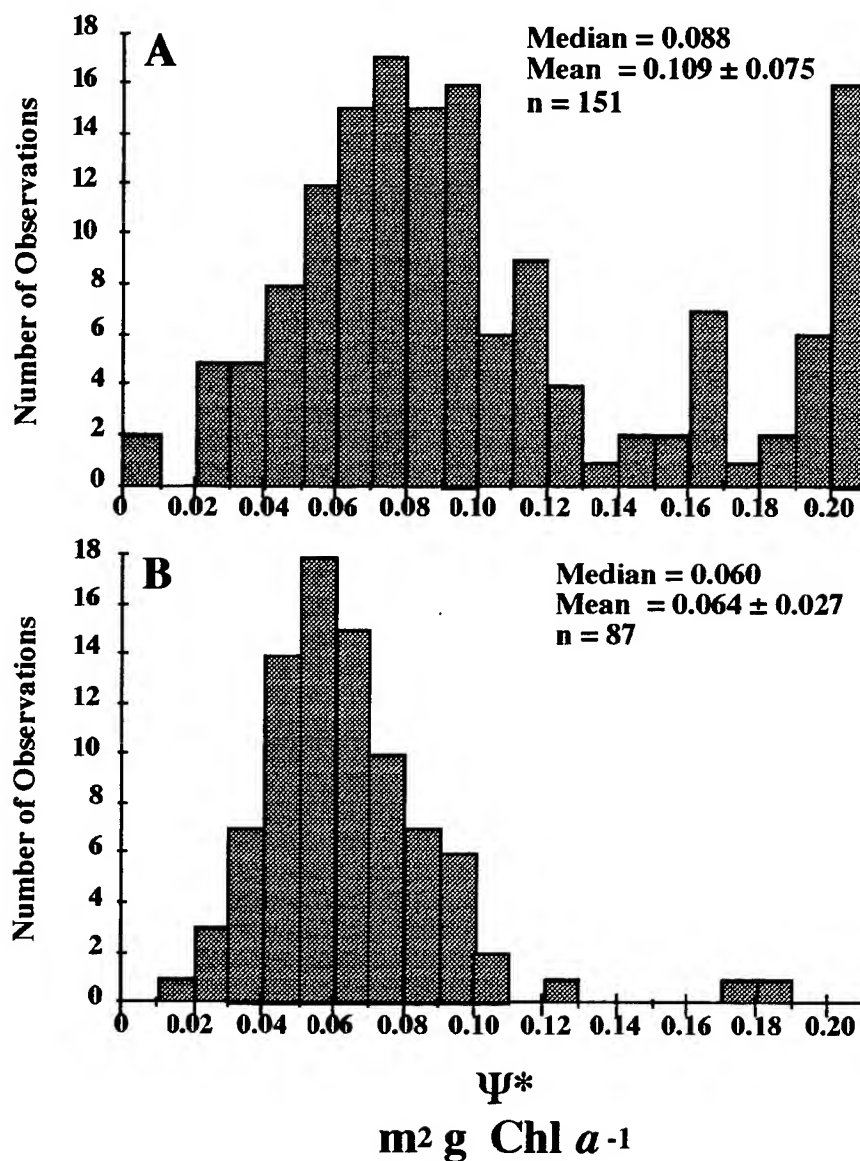 A
Median = 0.088
Mean = 0.109 ± 0.075
n = 151
Number of Observations
18
16
14
12
10
8
6
4
2
0
0 0.02 0.04 0.06 0.08 0.10 0.12 0.14 0.16 0.18 0.20
B
Median = 0.060
Mean = 0.064 ± 0.027
n = 87
Number of Observations
18
16
14
12
10
8
6
4
2
0
0 0.02 0.04 0.06 0.08 0.10 0.12 0.14 0.16 0.18 0.20
Ψ*
m² g Chl a⁻¹